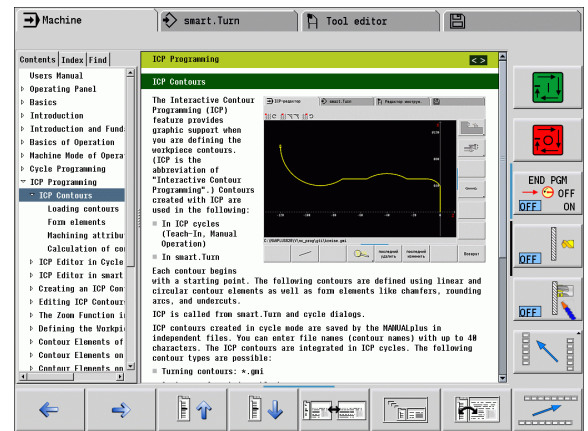 Machine
smart.Turn
Tool editor
Contents Index Find
Users Manual
Operating Panel
Basics
Introduction
Introduction and Fund
Basics of Operation
Machine Mode of Opera
Cycle Programming
ICP Programming
ICP Contours
Loading contours
Form elements
Machining attribu
Calculation of co
ICP Editor in Cycle
ICP Editor in smart
Creating an ICP Con
Editing ICP Contour
The Zoom Function i
Defining the Workpi
Contour Elements of
Contour Elements on
Contour Elements on
ICP Programming
< >
ICP Contours
The Interactive Contour
Programming (ICP)
feature provides
graphic support when
you are defining the
workpiece contours.
(ICP is the
abbreviation of
"Interactive Contour
Programming".) Contours
created with ICP are
used in the following:
In ICP cycles
(Teach-In, Manual
Operation)
In smart.Turn
smart.Turn
Возврат
Each contour begins
with a starting point. The following contours are defined using linear and
circular contour elements as well as form elements like chamfers, rounding
arcs, and undercuts.
ICP is called from smart.Turn and cycle dialogs.
ICP contours created in cycle mode are saved by the MANUALplus in
independent files. You can enter file names (contour names) with up to 40
characters. The ICP contours are integrated in ICP cycles. The following
contour types are possible:
Turning contours: *.gmi
END PGM
OFF
OFF ON
OFF
OFF